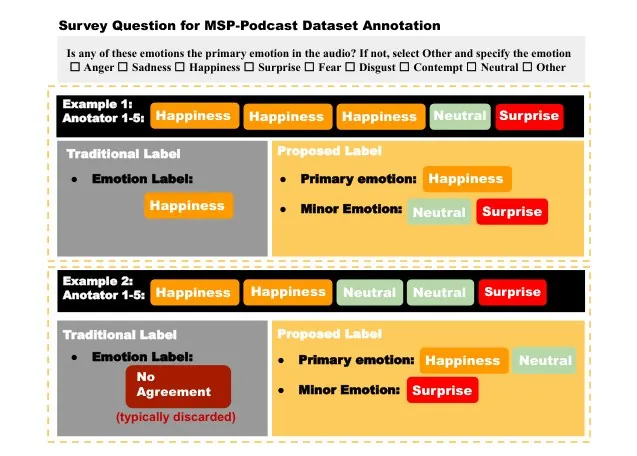 Survey Question for MSP-Podcast Dataset Annotation
Is any of these emotions the primary emotion in the audio? If not, select Other and specify the emotion
☐ Anger ☐ Sadness ☐ Happiness ☐ Surprise ☐ Fear ☐ Disgust ☐ Contempt ☐ Neutral ☐ Other
Example 1:
Anotator 1-5: Happiness Happiness Happiness Neutral Surprise
Traditional Label
• Emotion Label:
Happiness
Proposed Label
• Primary emotion: Happiness
• Minor Emotion: Neutral Surprise
Example 2:
Anotator 1-5: Happiness Happiness Neutral Neutral Surprise
Traditional Label
• Emotion Label:
No
Agreement
(typically discarded)
Proposed Label
• Primary emotion: Happiness Neutral
• Minor Emotion: Surprise